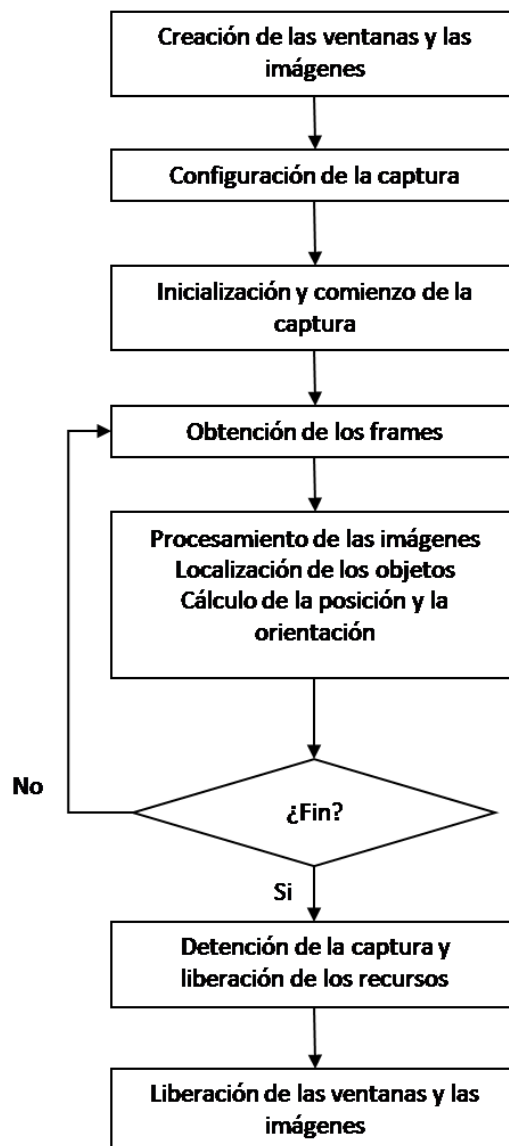 Creación de las ventanas y las
imágenes
Configuración de la captura
Inicialización y comienzo de la
captura
Obtención de los frames
Procesamiento de las imágenes
Localización de los objetos
Cálculo de la posición y la
orientación
No
¿Fin?
Si
Detención de la captura y
liberación de los recursos
Liberación de las ventanas y las
imágenes